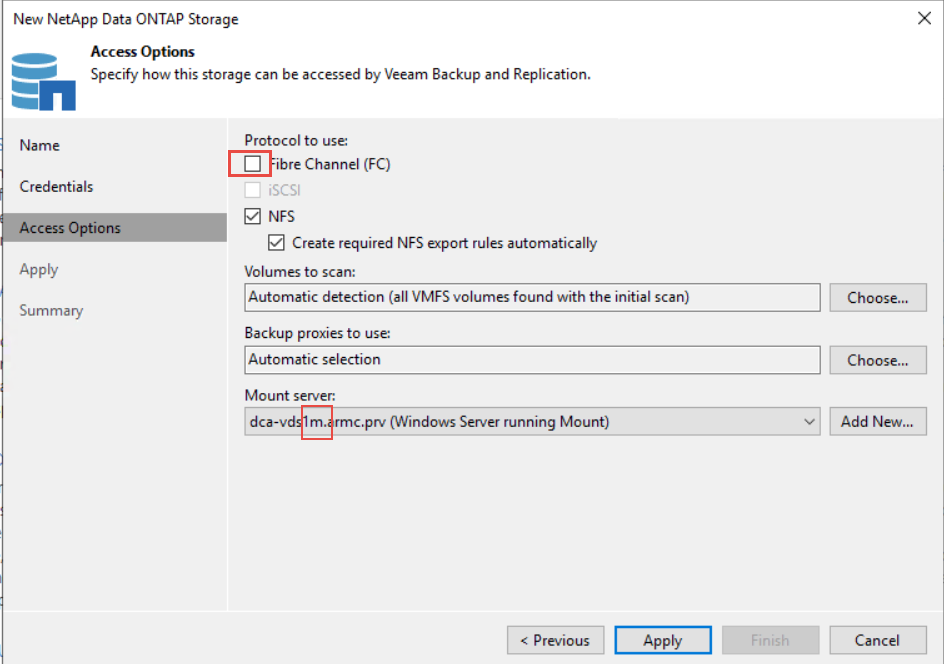 New NetApp Data ONTAP Storage
Access Options
Specify how this storage can be accessed by Veeam Backup and Replication.
Name
Credentials
Access Options
Apply
Summary
Protocol to use:
Fibre Channel (FC)
iSCSI
NFS
Create required NFS export rules automatically
Volumes to scan:
Automatic detection (all VMFS volumes found with the initial scan)
Choose...
Backup proxies to use:
Automatic selection
Choose...
Mount server:
dca-vds1m.armc.prv (Windows Server running Mount)
Add New...
< Previous
Apply
Finish
Cancel